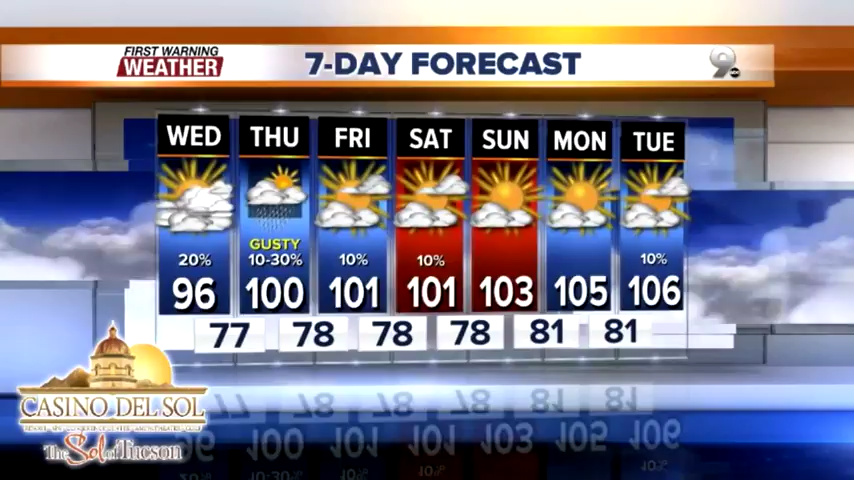 FIRST WARNING
WEATHER
7-DAY FORECAST
9
abc
WED THU FRI SAT SUN MON TUE
GUSTY
20% 10-30% 10% 10% 10%
96 100 101 101 103 105 106
77 78 78 78 81 81
CASINO DEL SOL
The Sol of Tucson